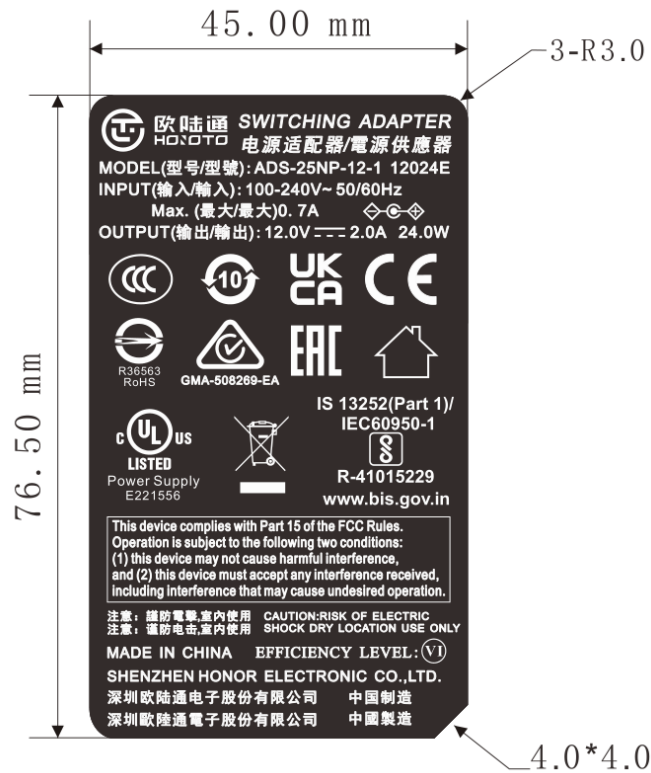 45.00 mm
3-R3.0
76.50 mm
欧陆通 SWITCHING ADAPTER
HONOTO 电源适配器/電源供應器
MODEL(型号/型號): ADS-25NP-12-1 12024E
INPUT(输入/輸入): 100-240V~ 50/60Hz
Max. (最大/最大)0. 7A
OUTPUT(输出/輸出): 12.0V 2.0A 24.0W
CCC 10 UK CA CE
R36563
RoHS
GMA-508269-EA
EAC
IS 13252(Part 1)/
IEC60950-1
R-41015229
www.bis.gov.in
c UL US
LISTED
Power Supply
E221556
This device complies with Part 15 of the FCC Rules.
Operation is subject to the following two conditions:
(1) this device may not cause harmful interference,
and (2) this device must accept any interference received,
including interference that may cause undesired operation.
注意: 謹防電擊,室内使用 CAUTION:RISK OF ELECTRIC
注意: 谨防电击,室内使用 SHOCK DRY LOCATION USE ONLY
MADE IN CHINA EFFICIENCY LEVEL: VI
SHENZHEN HONOR ELECTRONIC CO.,LTD.
深圳欧陆通电子股份有限公司 中国制造
深圳歐陸通電子股份有限公司 中國製造
4.0*4.0